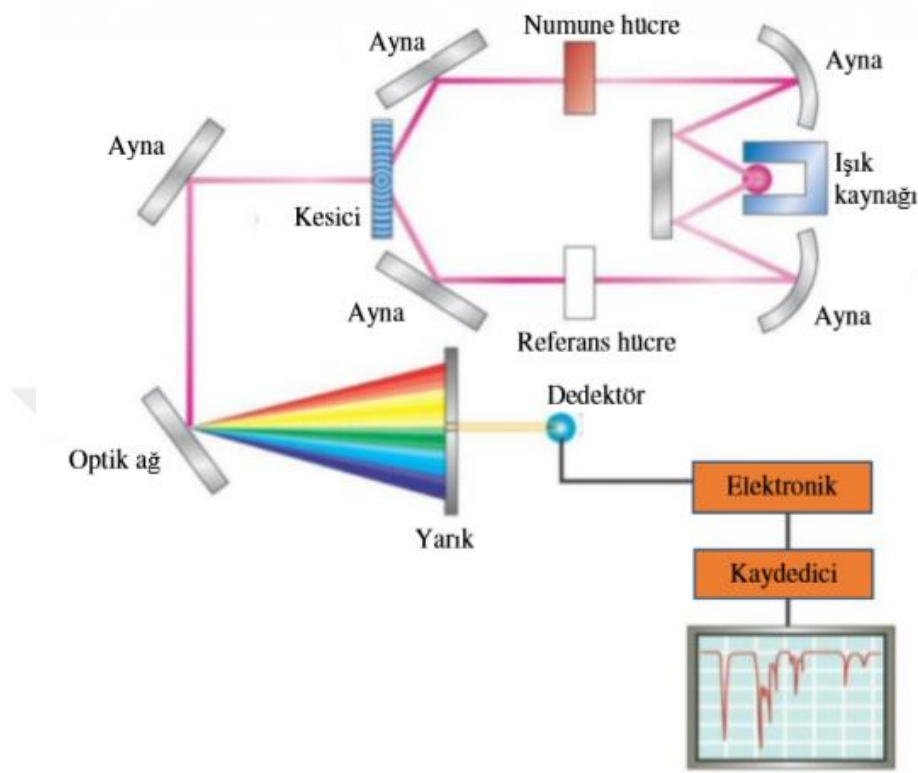 Numune hücre
Ayna
Ayna
Ayna
Işık
kaynağı
Kesici
Ayna
Ayna
Referans hücre
Dedektör
Optik ağ
Elektronik
Yarık
Kaydedici